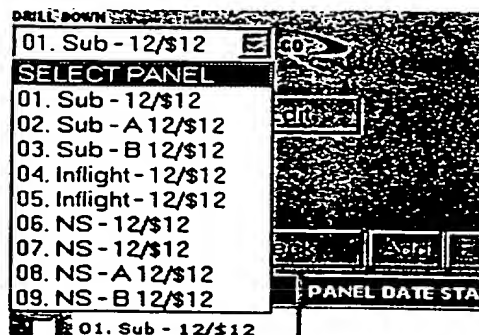 DRILL-DOWN
01. Sub - 12/$12
CO
SELECT PANEL
01. Sub - 12/$12
02. Sub - A 12/$12
03. Sub - B 12/$12
04. Inflight - 12/$12
05. Inflight - 12/$12
06. NS - 12/$12
07. NS - 12/$12
08. NS - A 12/$12
09. NS - B 12/$12
Add
PANEL DATE STA
01. Sub - 12/$12